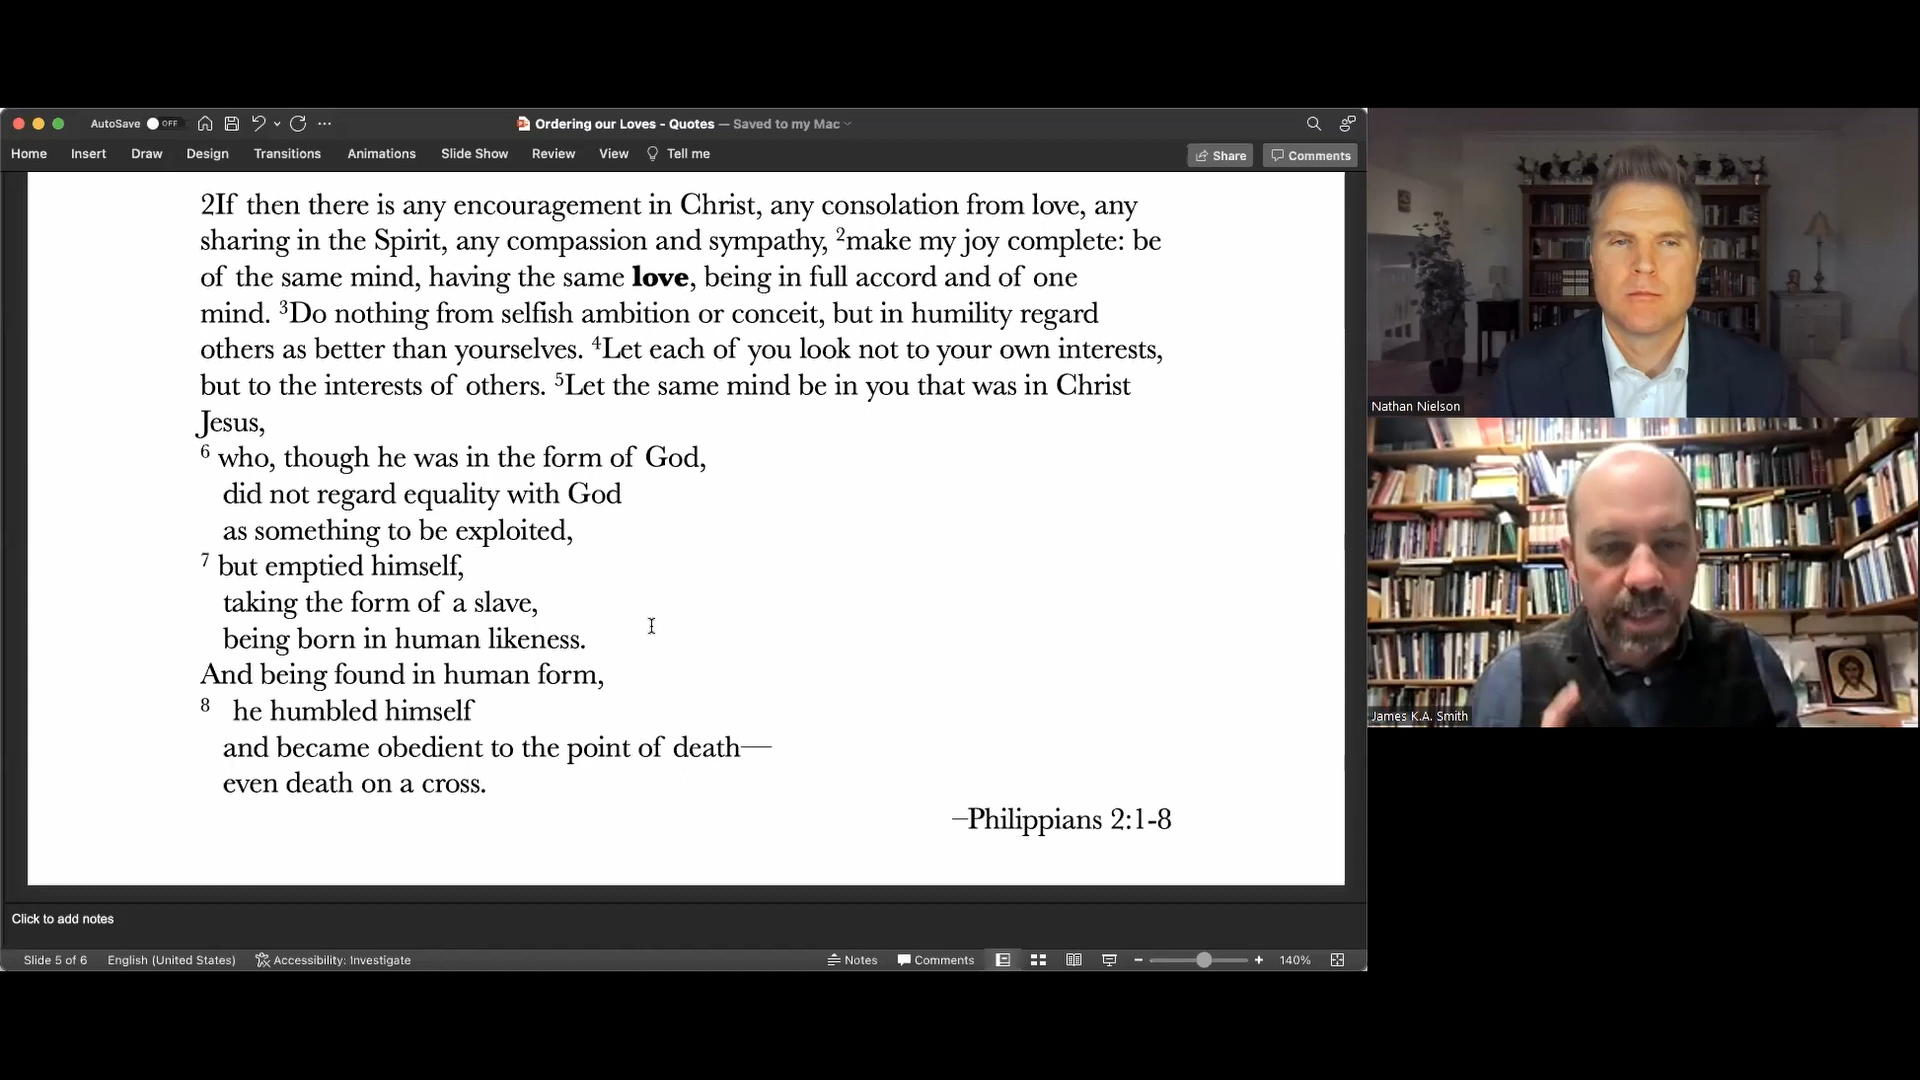 AutoSave OFF
Ordering our Loves - Quotes — Saved to my Mac
Home Insert Draw Design Transitions Animations Slide Show Review View Tell me
Share Comments
2If then there is any encouragement in Christ, any consolation from love, any
sharing in the Spirit, any compassion and sympathy, ²make my joy complete: be
of the same mind, having the same love, being in full accord and of one
mind. ³Do nothing from selfish ambition or conceit, but in humility regard
others as better than yourselves. ⁴Let each of you look not to your own interests,
but to the interests of others. ⁵Let the same mind be in you that was in Christ
Jesus,
⁶ who, though he was in the form of God,
did not regard equality with God
as something to be exploited,
⁷ but emptied himself,
taking the form of a slave,
being born in human likeness.
And being found in human form,
⁸ he humbled himself
and became obedient to the point of death—
even death on a cross.
–Philippians 2:1-8
Click to add notes
Slide 5 of 6 English (United States) Accessibility: Investigate
Notes Comments 140%
Nathan Nielson
James K.A. Smith